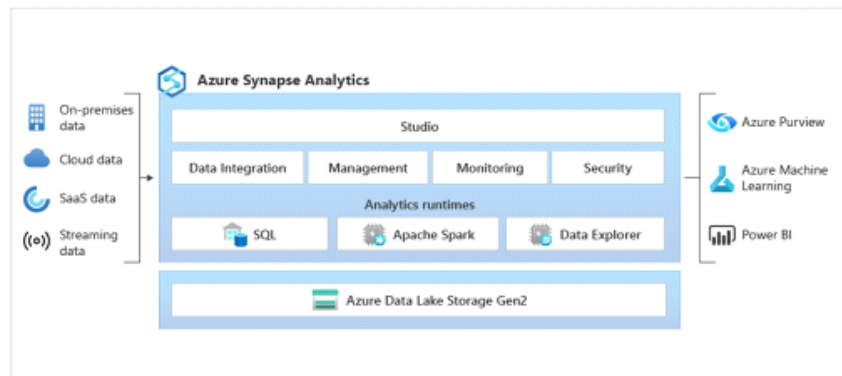 Azure Synapse Analytics
On-premises
data
Cloud data
SaaS data
Streaming
data
Studio
Data Integration
Management
Monitoring
Security
Analytics runtimes
SQL
Apache Spark
Data Explorer
Azure Data Lake Storage Gen2
Azure Purview
Azure Machine
Learning
Power BI